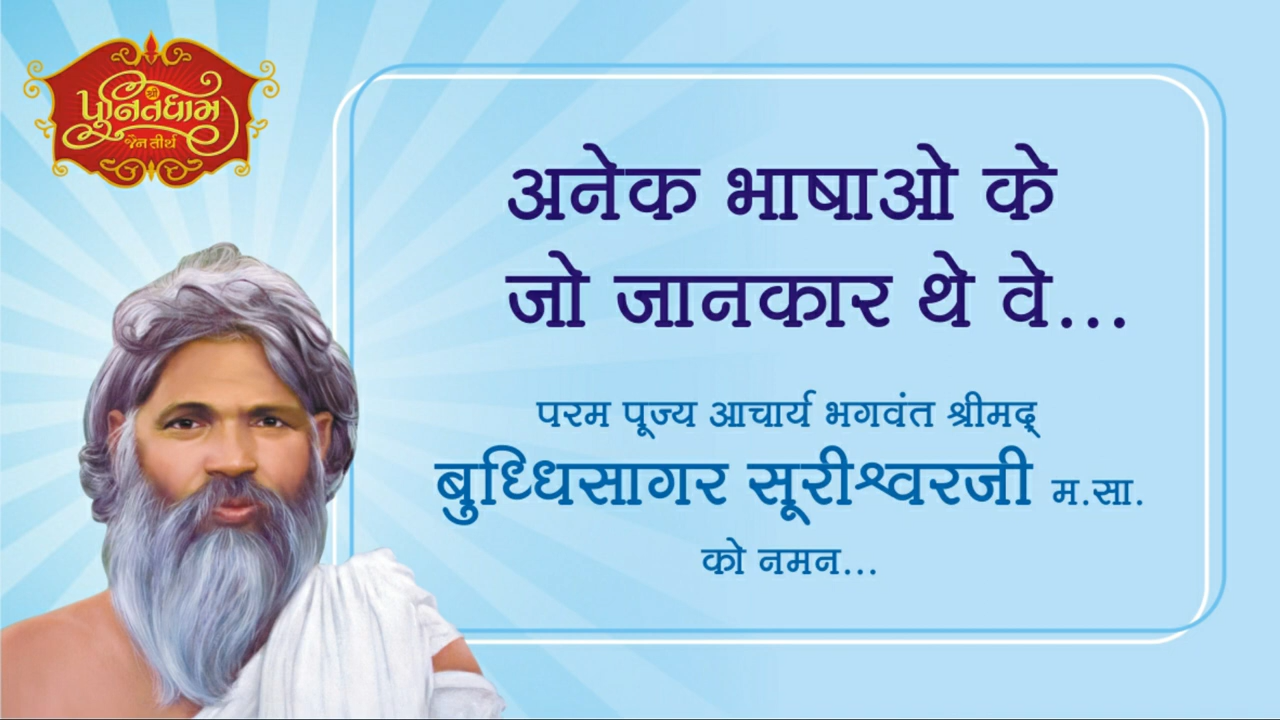 श्री
पुनितधाम
जैन तीर्थ
अनेक भाषाओ के
जो जानकार थे वे...
परम पूज्य आचार्य भगवंत श्रीमद्
बुध्धिसागर सूरीश्वरजी म.सा.
को नमन...